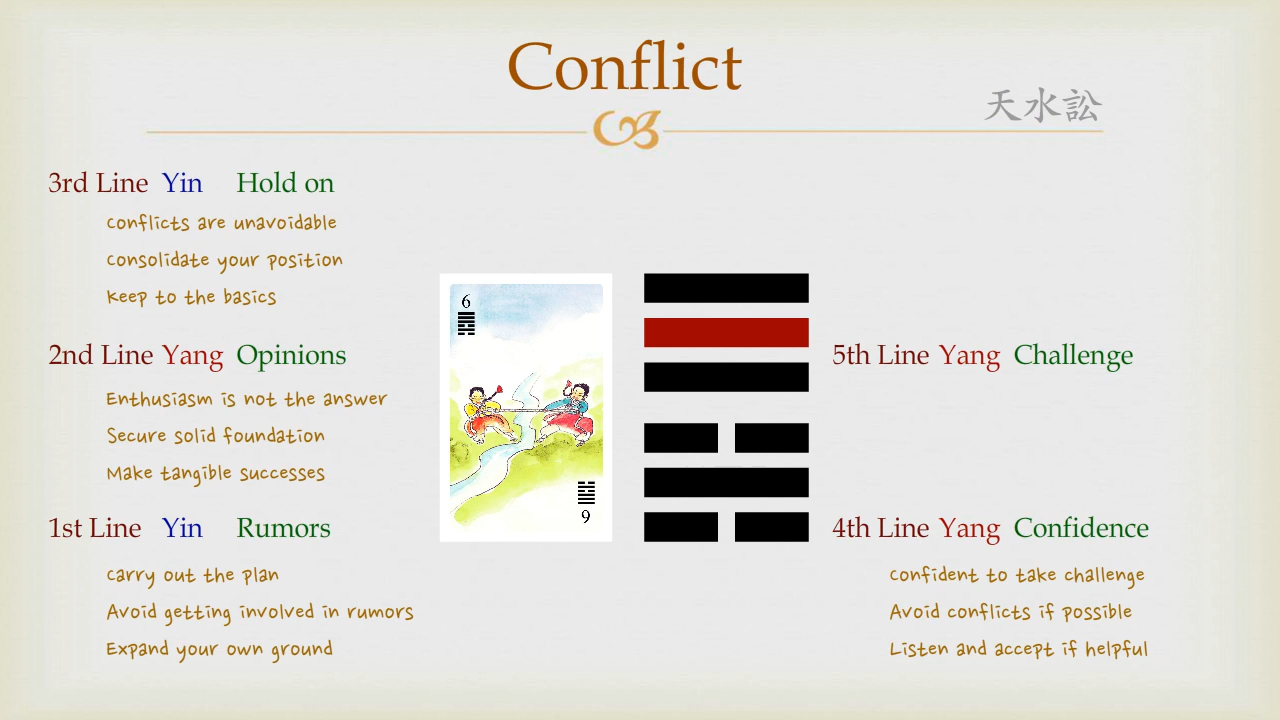 Conflict
天水訟
3rd Line Yin Hold on
Conflicts are unavoidable
Consolidate your position
Keep to the basics
2nd Line Yang Opinions
Enthusiasm is not the answer
Secure solid foundation
Make tangible successes
1st Line Yin Rumors
Carry out the plan
Avoid getting involved in rumors
Expand your own ground
6
6
5th Line Yang Challenge
4th Line Yang Confidence
Confident to take challenge
Avoid conflicts if possible
Listen and accept if helpful